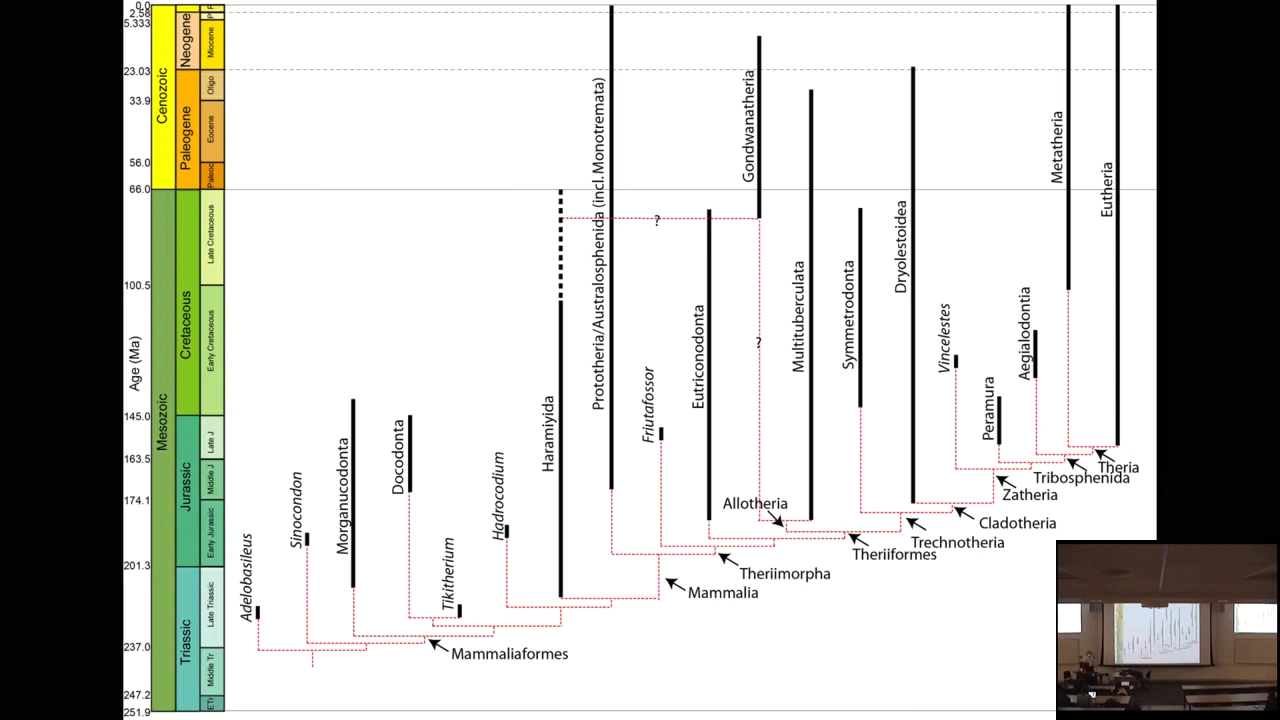 0.0
2.58
5.333
23.03
33.9
56.0
66.0
100.5
145.0
163.5
174.1
201.3
237.0
247.2
251.9
Age (Ma)
Cenozoic
Mesozoic
Neogene
Paleogene
Cretaceous
Jurassic
Triassic
Miocene
Oligo
Eocene
Paleoc
Late Cretaceous
Early Cretaceous
Late J
Middle J
Early Jurassic
Late Triassic
Middle Tr
ETr
Adelobasileus
Sinocondon
Morganucodonta
Docodonta
Tikitherium
Hadrocodium
Haramiyida
Prototheria/Australosphenida (incl. Monotremata)
Friutafossor
Eutriconodonta
Gondwanatheria
Multituberculata
Symmetrodonta
Dryolestoidea
Vincelestes
Peramura
Aegialodontia
Metatheria
Eutheria
?
?
Allotheria
Theria
Tribosphenida
Zatheria
Cladotheria
Trechnotheria
Theriiformes
Theriimorpha
Mammalia
Mammaliaformes